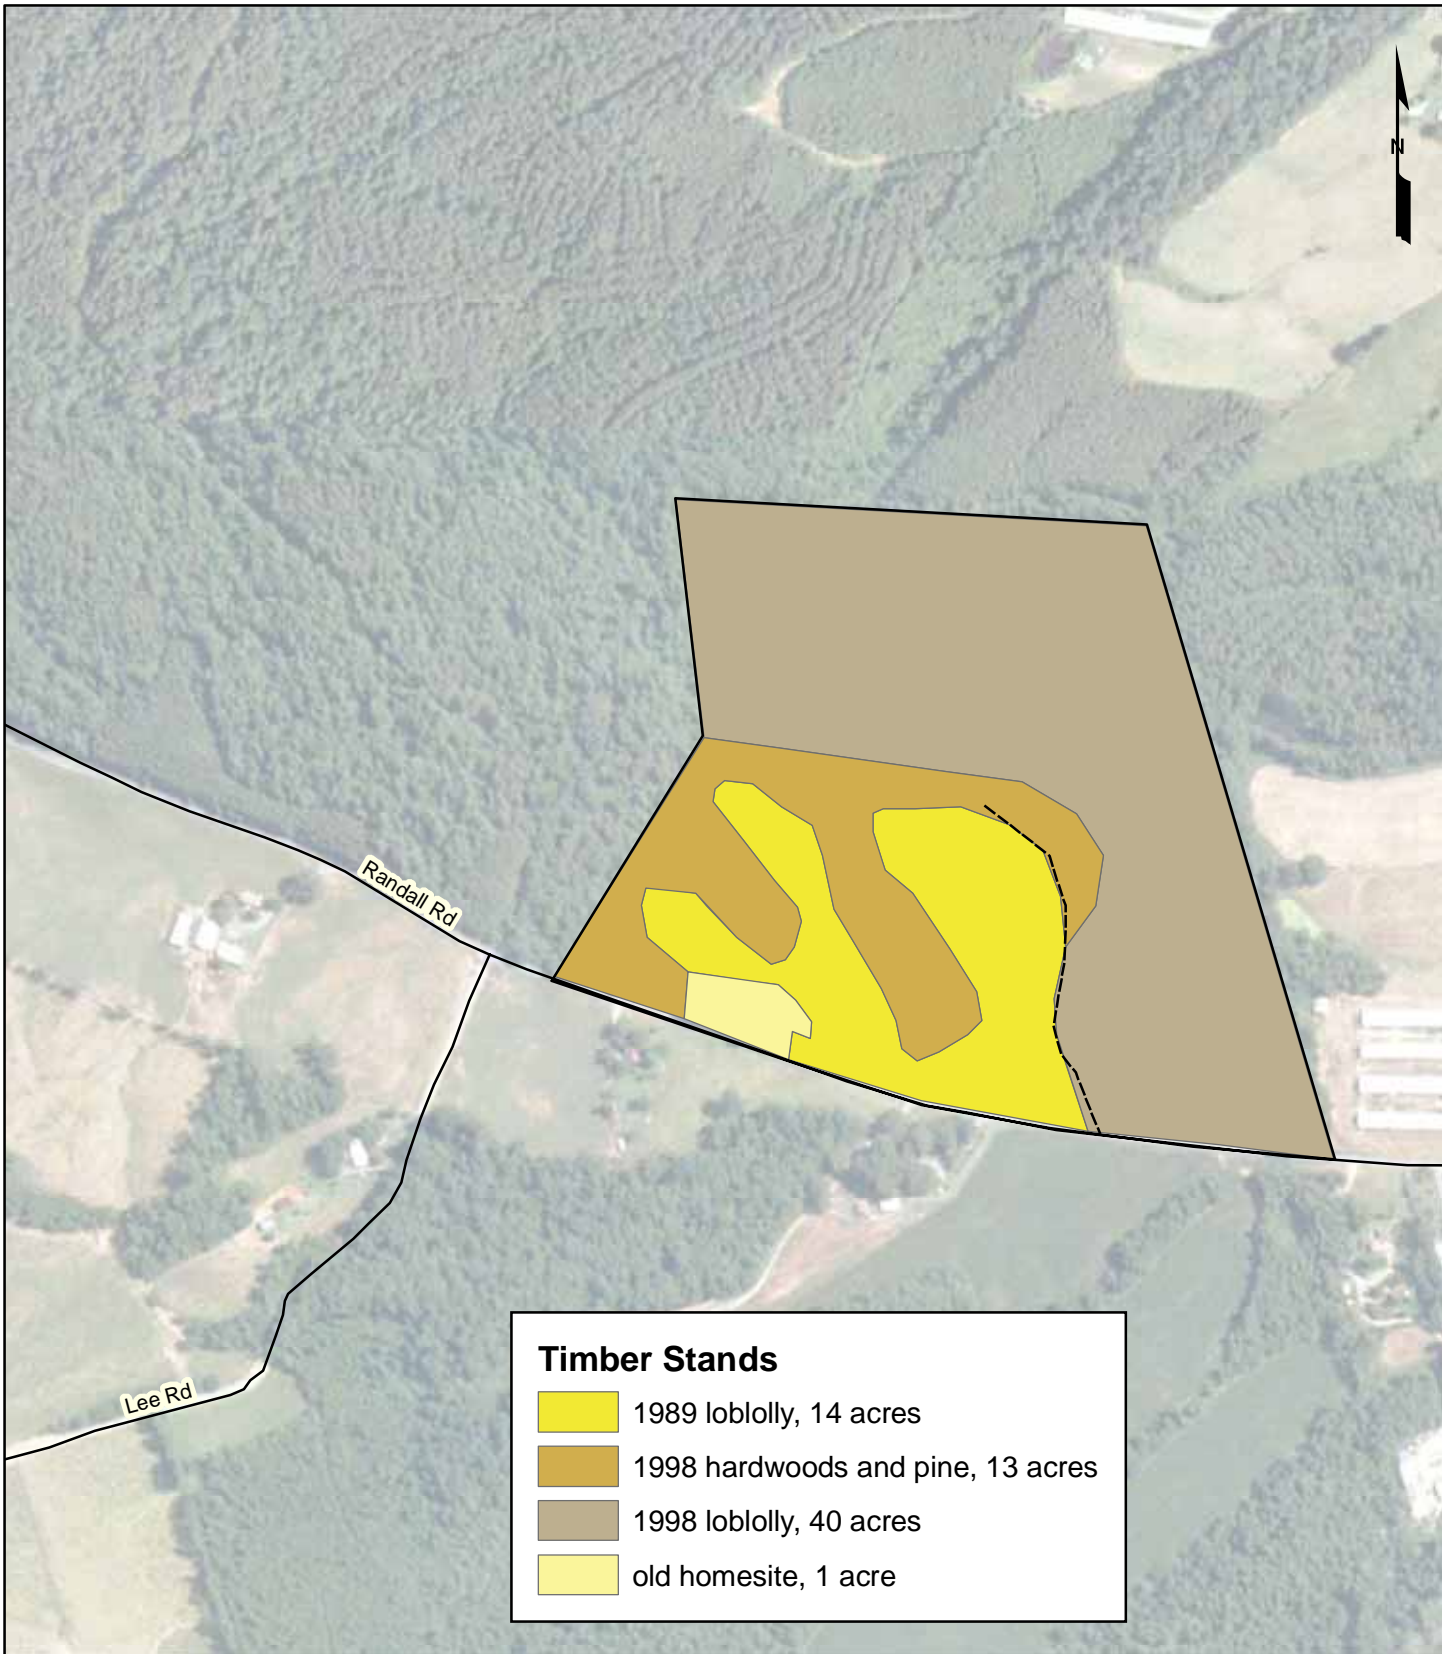 N
Randall Rd
Lee Rd
Timber Stands
1989 loblolly, 14 acres
1998 hardwoods and pine, 13 acres
1998 loblolly, 40 acres
old homesite, 1 acre